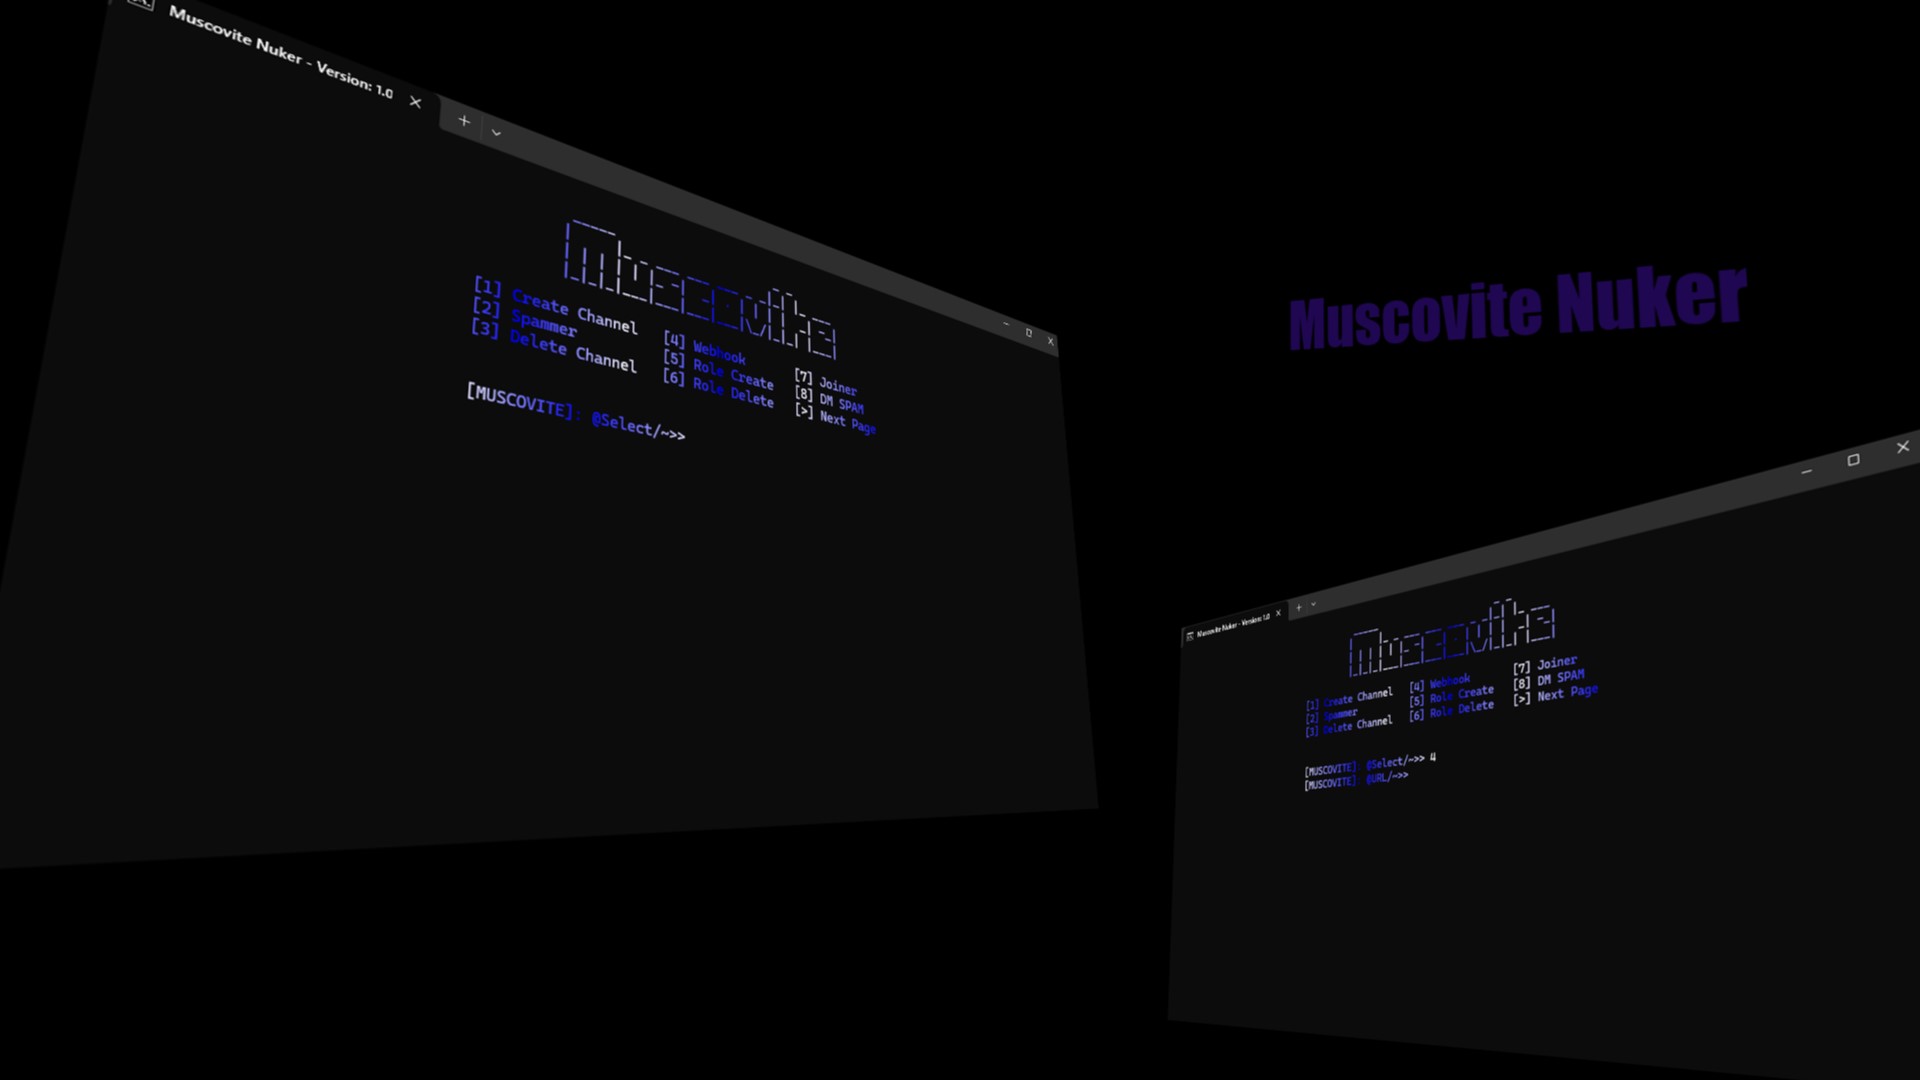 Muscovite Nuker - Version: 1.0
Muscovite
[1] Create Channel
[2] Spammer
[3] Delete Channel
[4] Webhook
[5] Role Create
[6] Role Delete
[7] Joiner
[8] DM SPAM
[>] Next Page
[MUSCOVITE]: @Select/~>>
Muscovite Nuker
Muscovite Nuker - Version: 1.0
Muscovite
[1] Create Channel
[2] Spammer
[3] Delete Channel
[4] Webhook
[5] Role Create
[6] Role Delete
[7] Joiner
[8] DM SPAM
[>] Next Page
[MUSCOVITE]: @Select/~>> 4
[MUSCOVITE]: @URL/~>>